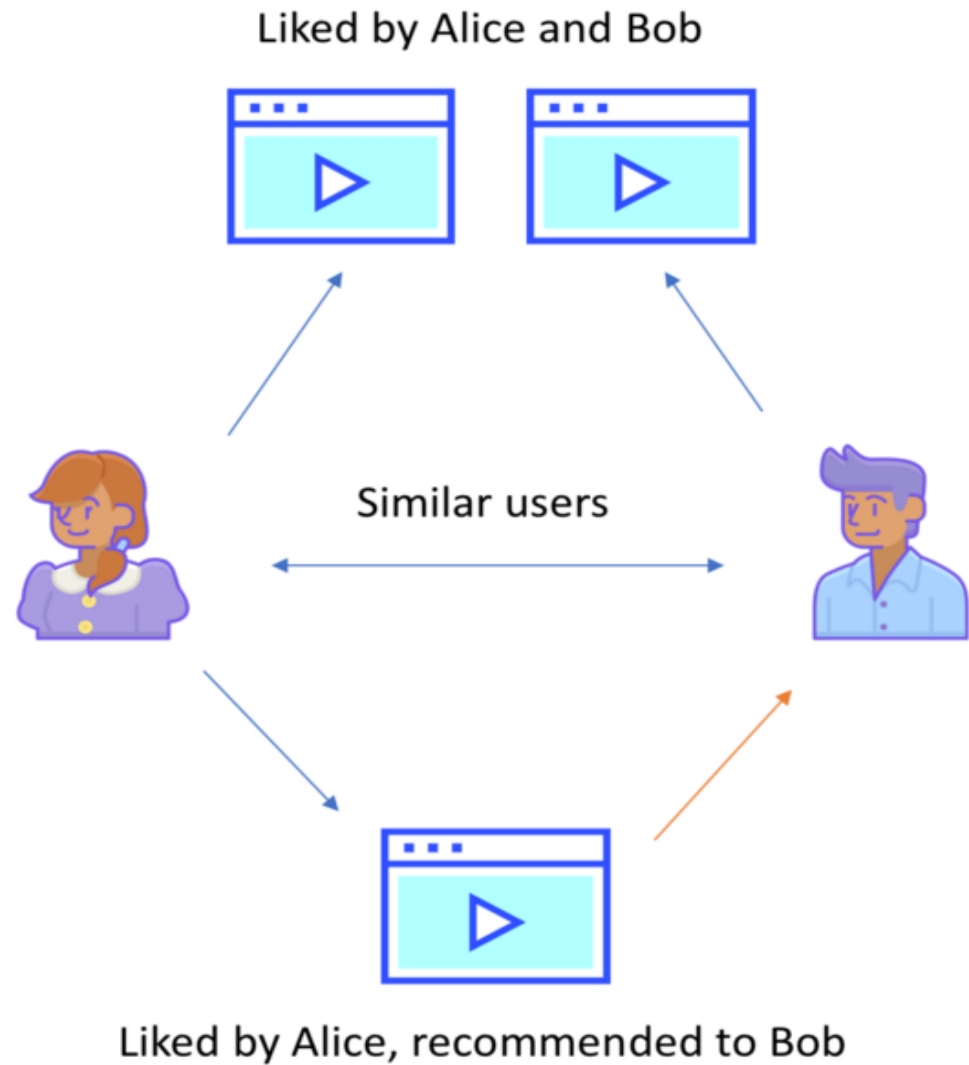 Liked by Alice and Bob
Similar users
Liked by Alice, recommended to Bob